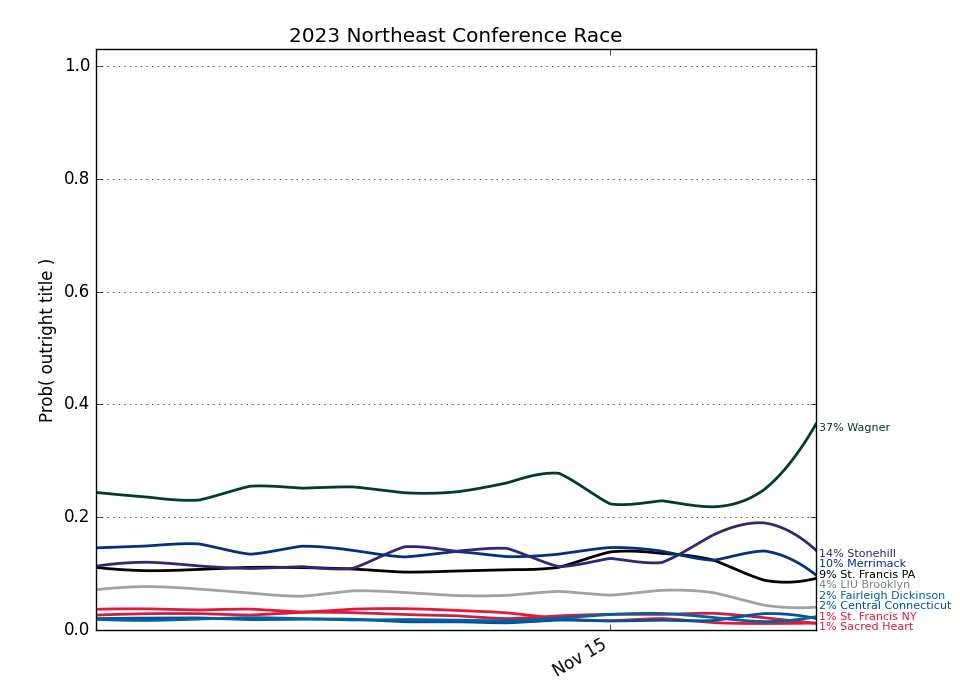 2023 Northeast Conference Race
1.0
0.8
0.6
0.4
0.2
0.0
Prob( outright title )
Nov 15
37% Wagner
14% Stonehill
10% Merrimack
9% St. Francis PA
4% LIU Brooklyn
2% Fairleigh Dickinson
2% Central Connecticut
1% St. Francis NY
1% Sacred Heart